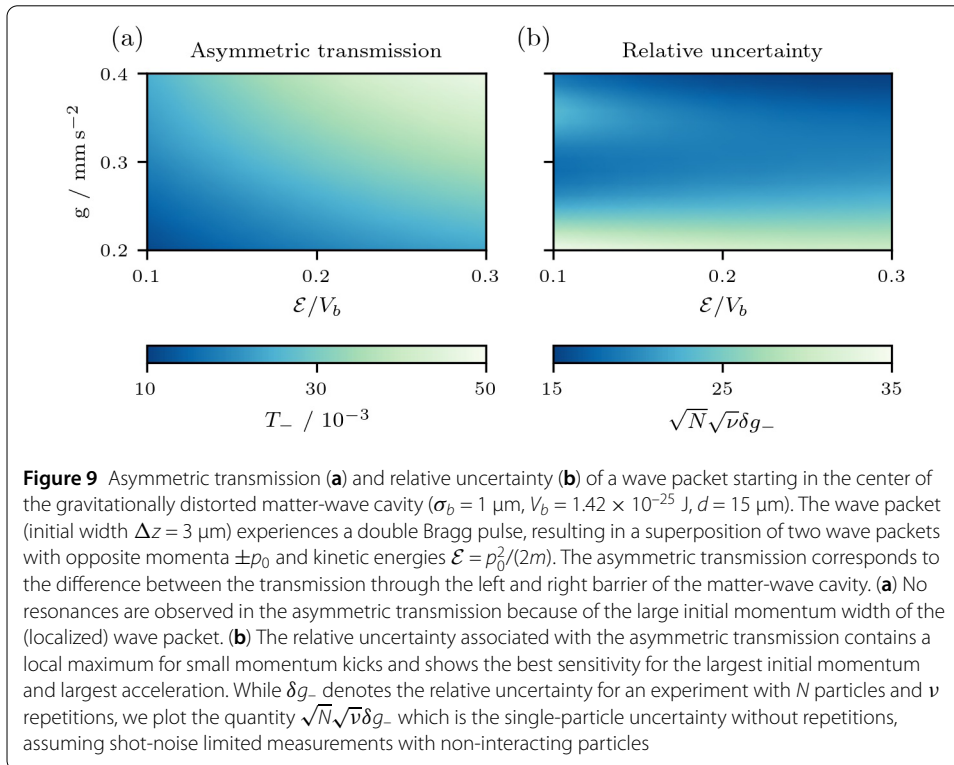 (a)
Asymmetric transmission
0.4
0.3
0.2
g / mm s⁻²
0.1 0.2 0.3
ℰ/V_b
10 30 50
T₋ / 10⁻³
(b)
Relative uncertainty
0.1 0.2 0.3
ℰ/V_b
15 25 35
√N√νδg₋
Figure 9 Asymmetric transmission (a) and relative uncertainty (b) of a wave packet starting in the center of
the gravitationally distorted matter-wave cavity (σ_b = 1 μm, V_b = 1.42 × 10⁻²⁵ J, d = 15 μm). The wave packet
(initial width Δz = 3 μm) experiences a double Bragg pulse, resulting in a superposition of two wave packets
with opposite momenta ±p₀ and kinetic energies ℰ = p₀²/(2m). The asymmetric transmission corresponds to
the difference between the transmission through the left and right barrier of the matter-wave cavity. (a) No
resonances are observed in the asymmetric transmission because of the large initial momentum width of the
(localized) wave packet. (b) The relative uncertainty associated with the asymmetric transmission contains a
local maximum for small momentum kicks and shows the best sensitivity for the largest initial momentum
and largest acceleration. While δg₋ denotes the relative uncertainty for an experiment with N particles and ν
repetitions, we plot the quantity √N√νδg₋ which is the single-particle uncertainty without repetitions,
assuming shot-noise limited measurements with non-interacting particles